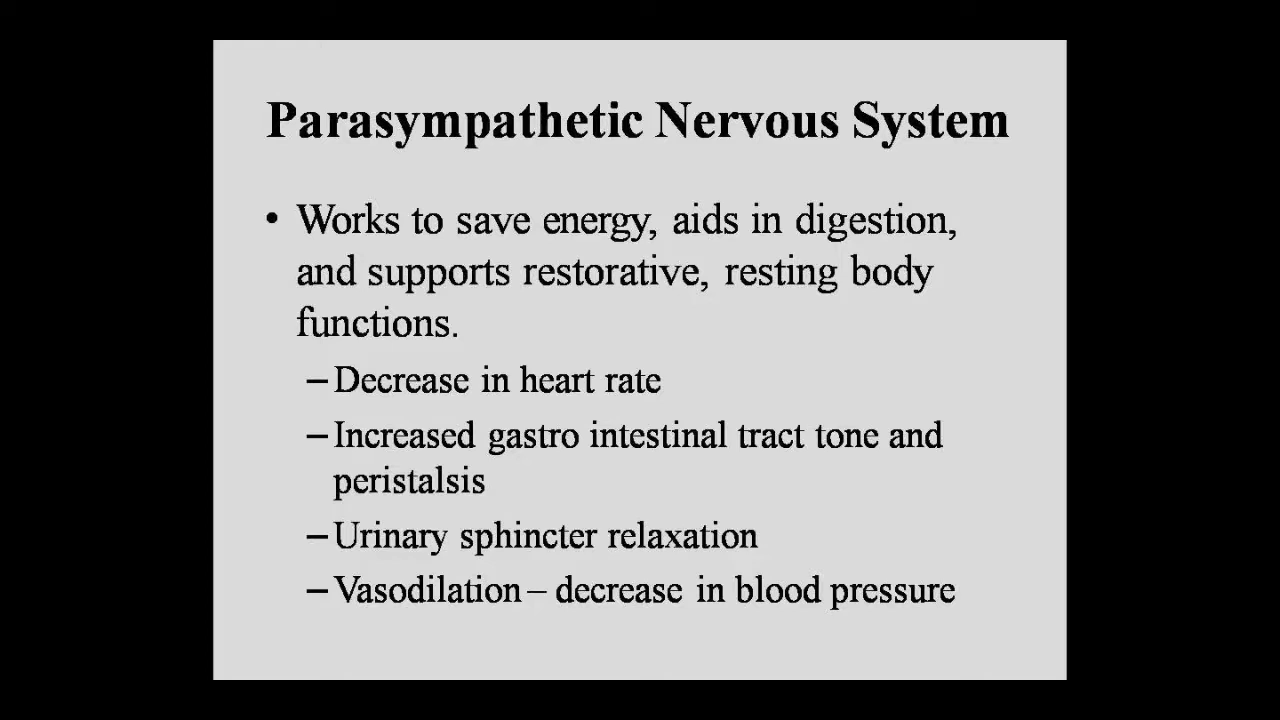 Parasympathetic Nervous System
• Works to save energy, aids in digestion,
and supports restorative, resting body
functions.
–Decrease in heart rate
–Increased gastro intestinal tract tone and
peristalsis
–Urinary sphincter relaxation
–Vasodilation – decrease in blood pressure